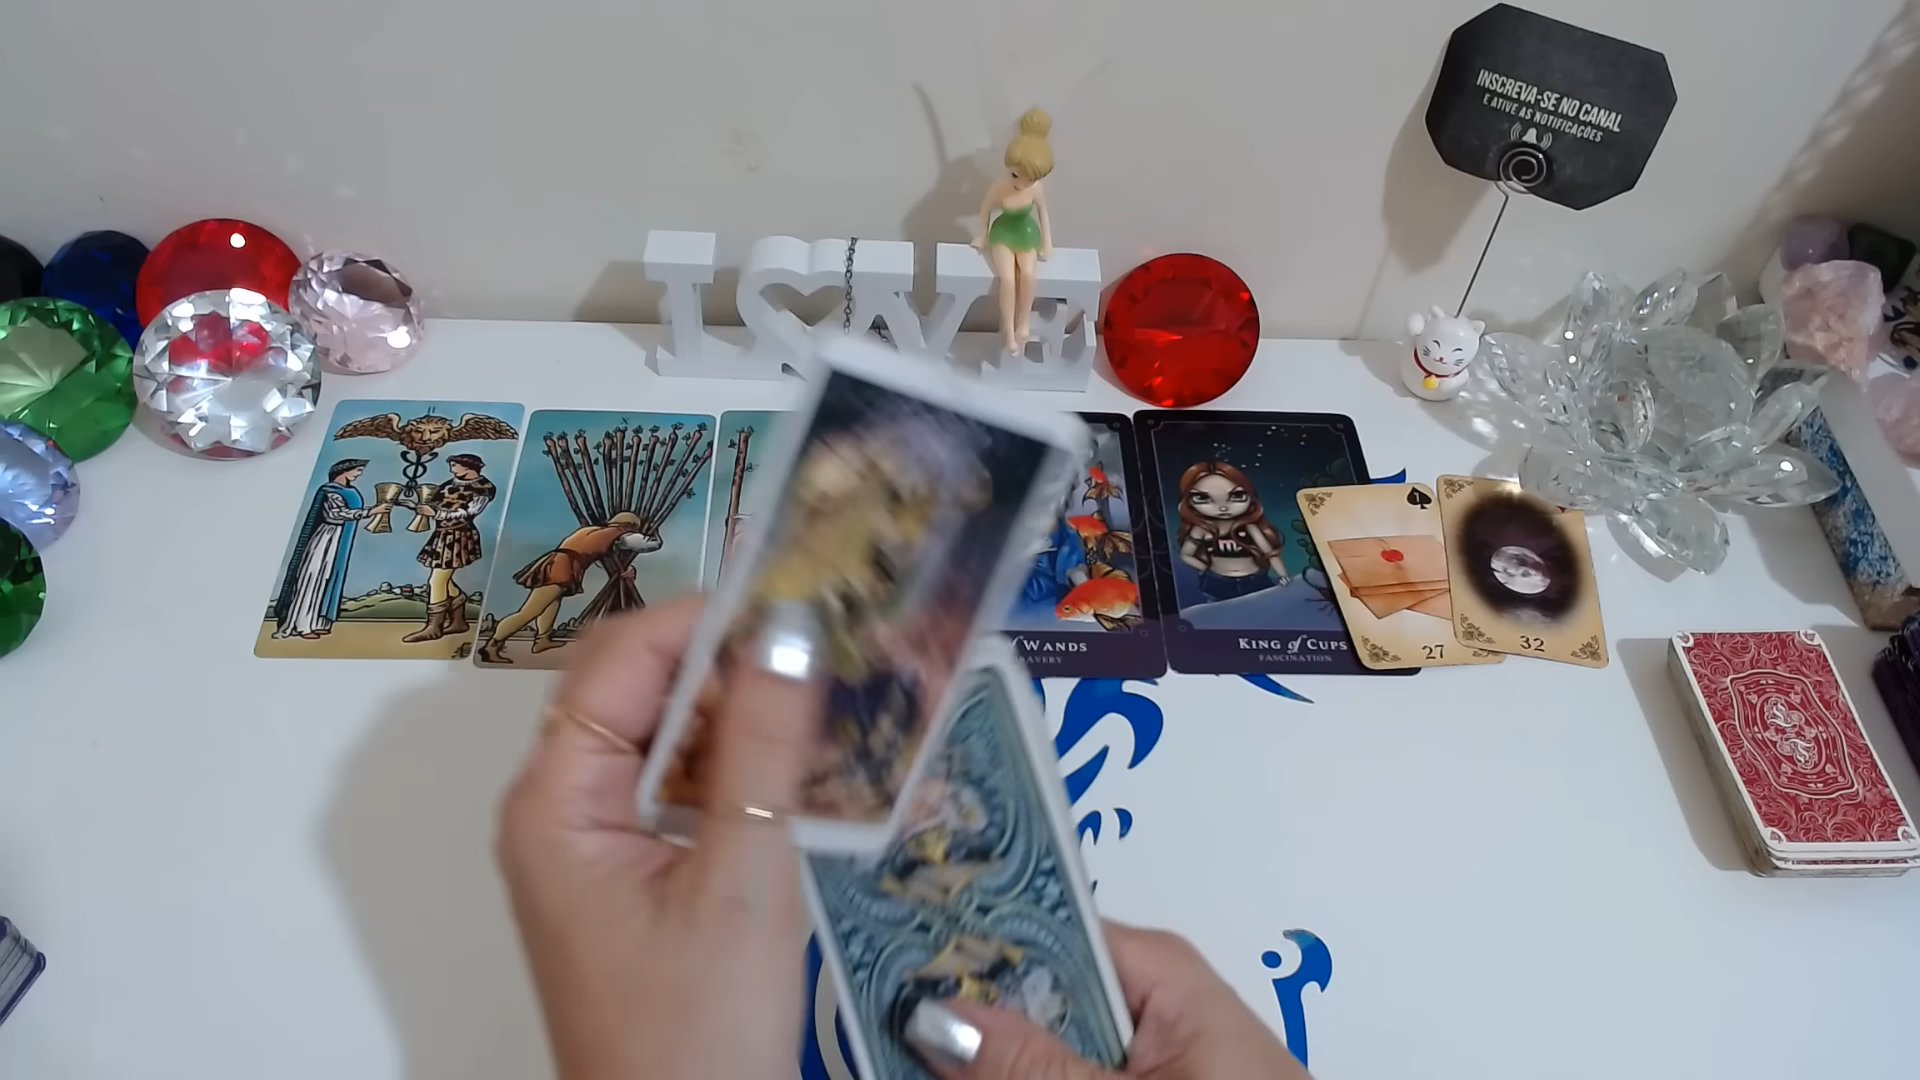 INSCREVA-SE NO CANAL
E ATIVE AS NOTIFICAÇÕES
LOVE
X
WANDS
KING of CUPS
FASCINATION
27
32